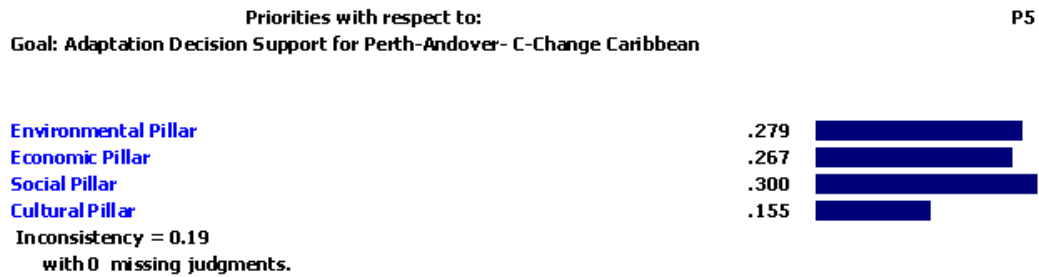 Priorities with respect to: P5
Goal: Adaptation Decision Support for Perth-Andover- C-Change Caribbean
Environmental Pillar .279
Economic Pillar .267
Social Pillar .300
Cultural Pillar .155
Inconsistency = 0.19
with 0 missing judgments.